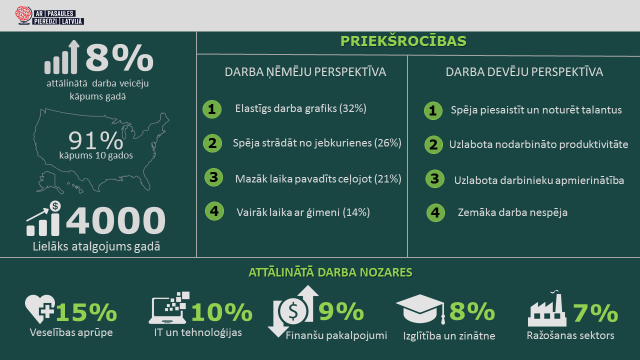 AR | PASAULES
PIEREDZI | LATVIJĀ
8%
attālinātā darba veicēju
kāpums gadā
91%
kāpums 10 gados
$
4000
Lielāks atalgojums gadā
PRIEKŠROCĪBAS
DARBA ŅĒMĒJU PERSPEKTĪVA
1 Elastīgs darba grafiks (32%)
2 Spēja strādāt no jebkurienes (26%)
3 Mazāk laika pavadīts ceļojot (21%)
4 Vairāk laika ar ģimeni (14%)
DARBA DEVĒJU PERSPEKTĪVA
1 Spēja piesaistīt un noturēt talantus
2 Uzlabota nodarbināto produktivitāte
3 Uzlabota darbinieku apmierinātība
4 Zemāka darba nespēja
ATTĀLINĀTĀ DARBA NOZARES
15%
Veselības aprūpe
10%
IT un tehnoloģijas
$
9%
Finanšu pakalpojumi
8%
Izglītība un zinātne
7%
Ražošanas sektors